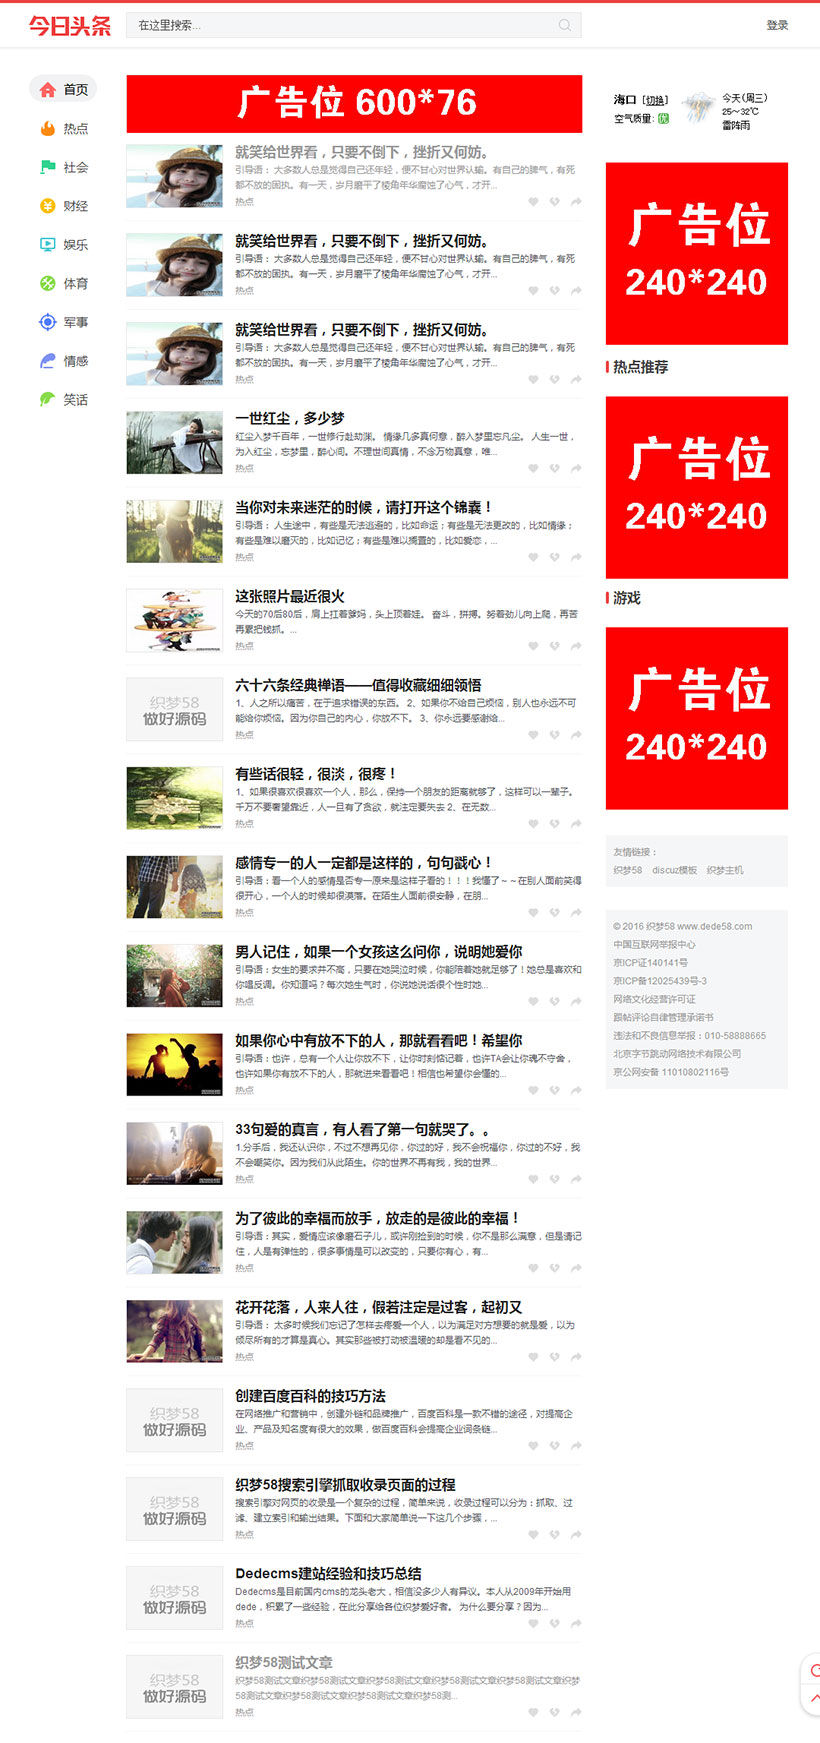 今日头条
在这里搜索...
登录
首页
热点
社会
财经
娱乐
体育
军事
情感
笑话
广告位 600*76
就笑给世界看，只要不倒下，挫折又何妨。
引导语： 大多数人总是觉得自己还年轻，便不甘心对世界认输。有自己的脾气，有死
都不放的固执。有一天，岁月磨平了棱角年华腐蚀了心气，才开...
热点
就笑给世界看，只要不倒下，挫折又何妨。
引导语： 大多数人总是觉得自己还年轻，便不甘心对世界认输。有自己的脾气，有死
都不放的固执。有一天，岁月磨平了棱角年华腐蚀了心气，才开...
热点
就笑给世界看，只要不倒下，挫折又何妨。
引导语： 大多数人总是觉得自己还年轻，便不甘心对世界认输。有自己的脾气，有死
都不放的固执。有一天，岁月磨平了棱角年华腐蚀了心气，才开...
热点
一世红尘，多少梦
红尘入梦千百年，一世修行赴劫渊。 情缘几多真何意，醉入梦里忘凡尘。 人生一世，
为入红尘，忘梦里，醉心间。不理世间真情，不念万物真意，唯...
热点
当你对未来迷茫的时候，请打开这个锦囊！
引导语： 人生途中，有些是无法逃避的，比如命运；有些是无法更改的，比如情缘；
有些是难以磨灭的，比如记忆；有些是难以搁置的，比如爱恋，...
热点
这张照片最近很火
今天的70后80后，肩上扛着爹妈，头上顶着娃。 奋斗，拼搏。努着劲儿向上爬，再苦
再累把钱抓。...
热点
织梦58
做好源码
六十六条经典禅语——值得收藏细细领悟
1、人之所以痛苦，在于追求错误的东西。 2、如果你不给自己烦恼，别人也永远不可
能给你烦恼。因为你自己的内心，你放不下。 3、你永远要感谢给...
热点
有些话很轻，很淡，很疼！
1、如果很喜欢很喜欢一个人，那么，保持一个朋友的距离就够了，这样可以一辈子。
千万不要奢望靠近，人一旦有了贪欲，就注定要失去 2、在无数...
热点
感情专一的人一定都是这样的，句句戳心！
引导语：看一个人的感情是否专一原来是这样子看的！！！我懂了～～在别人面前笑得
很开心，一个人的时候却很漠落。在陌生人面前很安静，在朋...
热点
男人记住，如果一个女孩这么问你，说明她爱你
引导语：女生的要求并不高，只要在她哭泣时候，你能陪着她就足够了！她总是喜欢和
你唱反调。你知道吗？每次她生气时，你说她说话很个性时她...
热点
如果你心中有放不下的人，那就看看吧！希望你
引导语：也许，总有一个人让你放不下，让你时刻惦记着，也许TA会让你魂不守舍，
也许如果你有放不下的人，那就进来看看吧！相信也希望你会懂的...
热点
33句爱的真言，有人看了第一句就哭了。。
1.分手后，我还认识你，不过不想再见你，你过的好，我不会祝福你，你过的不好，我
不会嘲笑你。因为我们从此陌生。你的世界不再有我，我的世界...
热点
为了彼此的幸福而放手，放走的是彼此的幸福！
引导语：其实，爱情应该像磨石子儿，或许刚捡到的时候，你不是那么满意，但是请记
住，人是有弹性的，很多事情是可以改变的，只要你有心，有...
热点
花开花落，人来人往，假若注定是过客，起初又
引导语： 太多时候我们忘记了怎样去疼爱一个人，以为满足对方想要的就是爱，以为
倾尽所有的才算是真心。其实那些被打动被温暖的却是看不见的...
热点
织梦58
做好源码
创建百度百科的技巧方法
在网络推广和营销中，创建外链和品牌推广，百度百科是一款不错的途径，对提高企
业、产品及知名度有很大的效果，做百度百科会提高企业词条链...
热点
织梦58
做好源码
织梦58搜索引擎抓取收录页面的过程
搜索引擎对网页的收录是一个复杂的过程，简单来说，收录过程可以分为：抓取、过
滤、建立索引和输出结果。下面和大家简单说一下这几个步骤，...
热点
织梦58
做好源码
Dedecms建站经验和技巧总结
Dedecms是目前国内cms的龙头老大，相信没多少人有异议。本人从2009年开始用
dede，积累了一些经验，在此分享给各位织梦爱好者。 为什么要分享？因为...
热点
织梦58
做好源码
织梦58测试文章
织梦58测试文章织梦58测试文章织梦58测试文章织梦58测试文章织梦58测试文章织梦
58测试文章织梦58测试文章织梦58测试文章织梦58测...
热点
海口 [切换]
空气质量: 优
今天(周三)
25～32℃
雷阵雨
广告位
240*240
热点推荐
广告位
240*240
游戏
广告位
240*240
友情链接：
织梦58 discuz模板 织梦主机
© 2016 织梦58 www.dede58.com
中国互联网举报中心
京ICP证140141号
京ICP备12025439号-3
网络文化经营许可证
跟帖评论自律管理承诺书
违法和不良信息举报：010-58888665
北京字节跳动网络技术有限公司
京公网安备 11010802116号